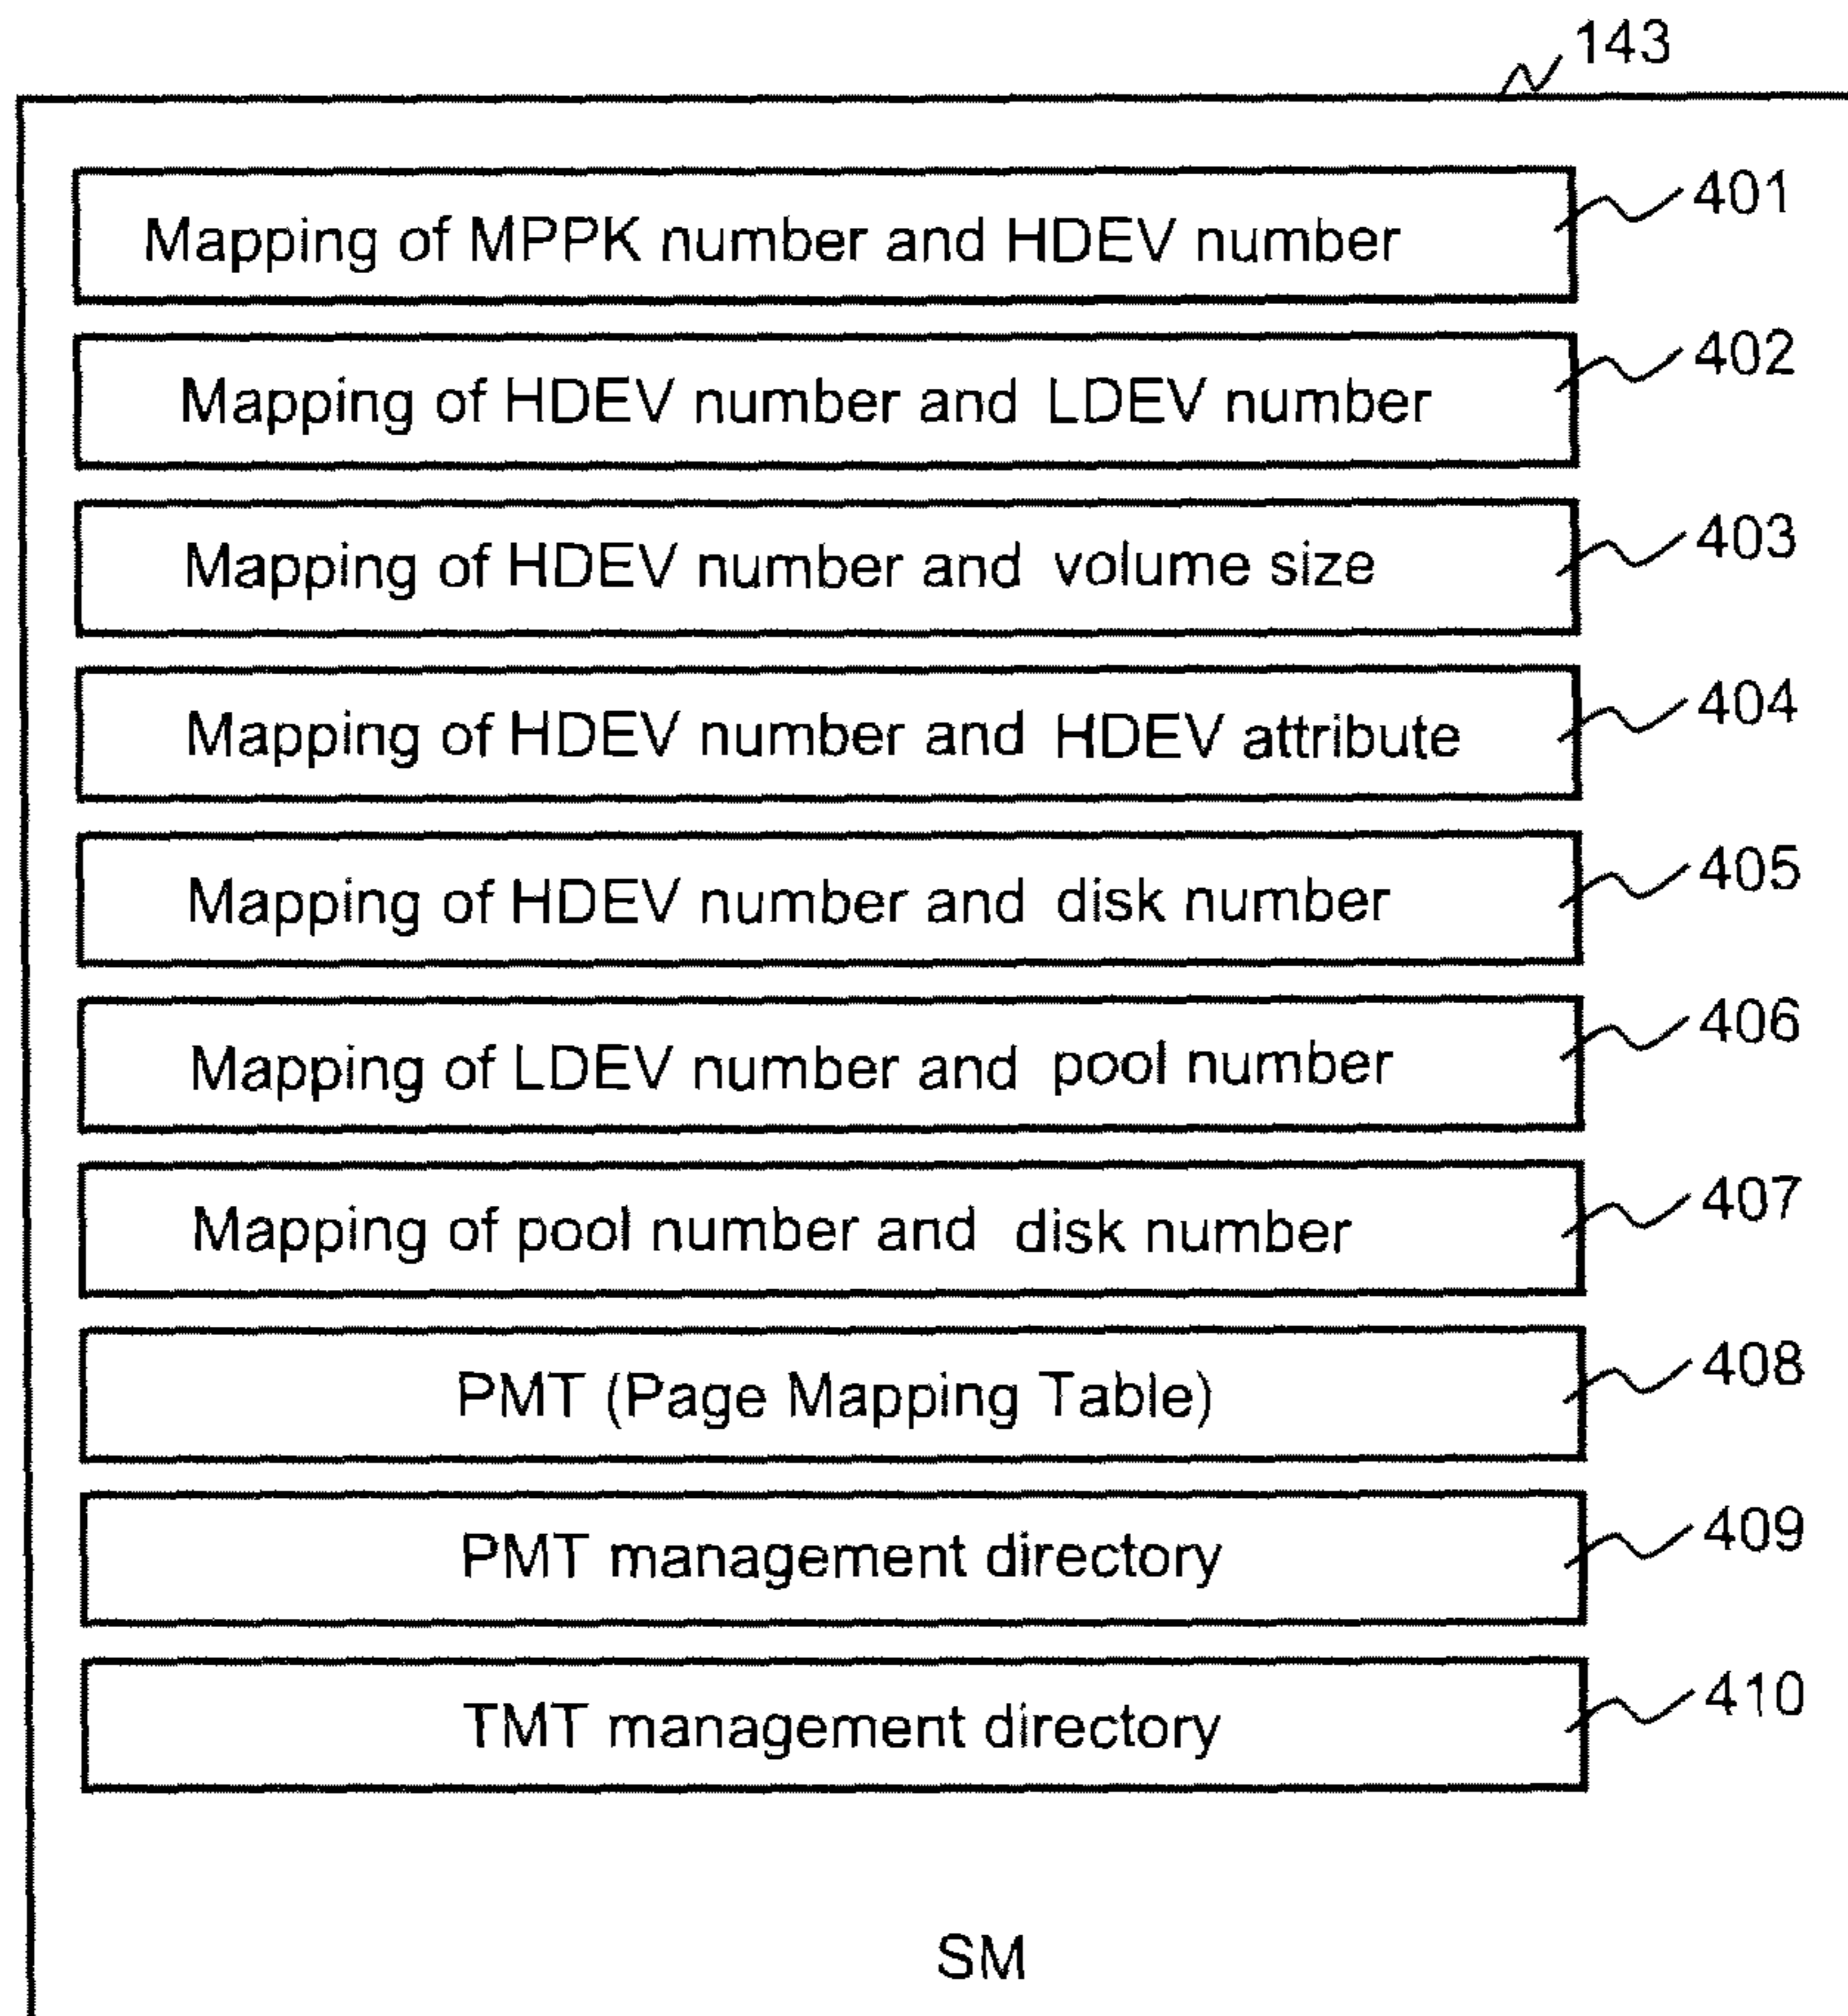 143
Mapping of MPPK number and HDEV number
401
Mapping of HDEV number and LDEV number
402
Mapping of HDEV number and volume size
403
Mapping of HDEV number and HDEV attribute
404
Mapping of HDEV number and disk number
405
Mapping of LDEV number and pool number
406
Mapping of pool number and disk number
407
PMT (Page Mapping Table)
408
PMT management directory
409
TMT management directory
410
SM